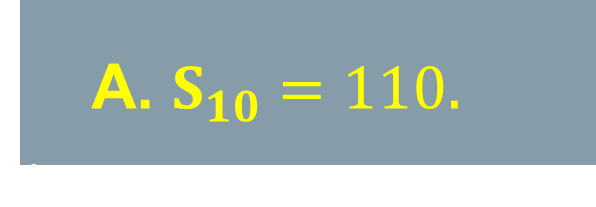 A. S₁₀ = 110.